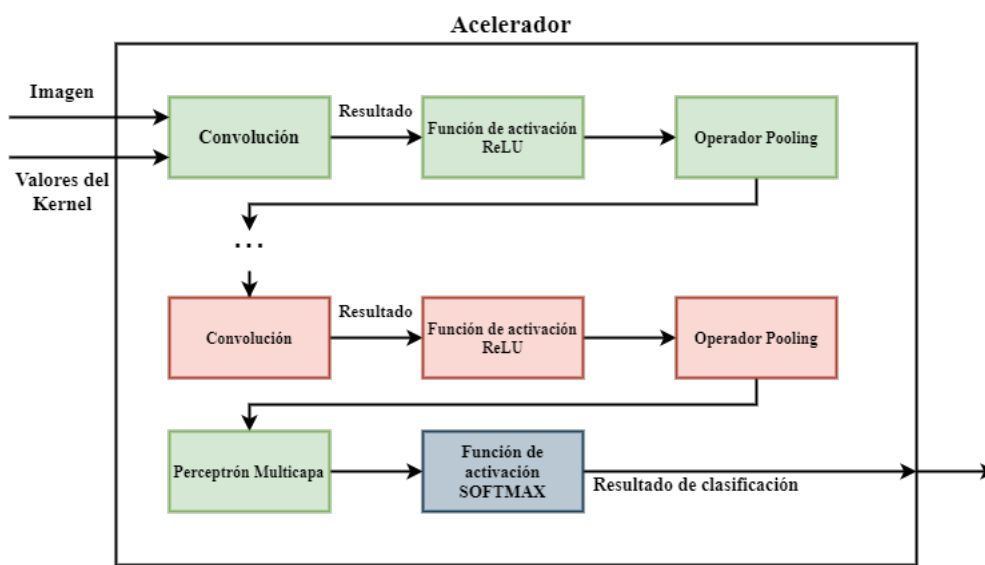 Acelerador
Imagen
Valores del
Kernel
Convolución
Resultado
Función de activación
ReLU
Operador Pooling
...
Convolución
Resultado
Función de activación
ReLU
Operador Pooling
Perceptrón Multicapa
Función de
activación
SOFTMAX
Resultado de clasificación